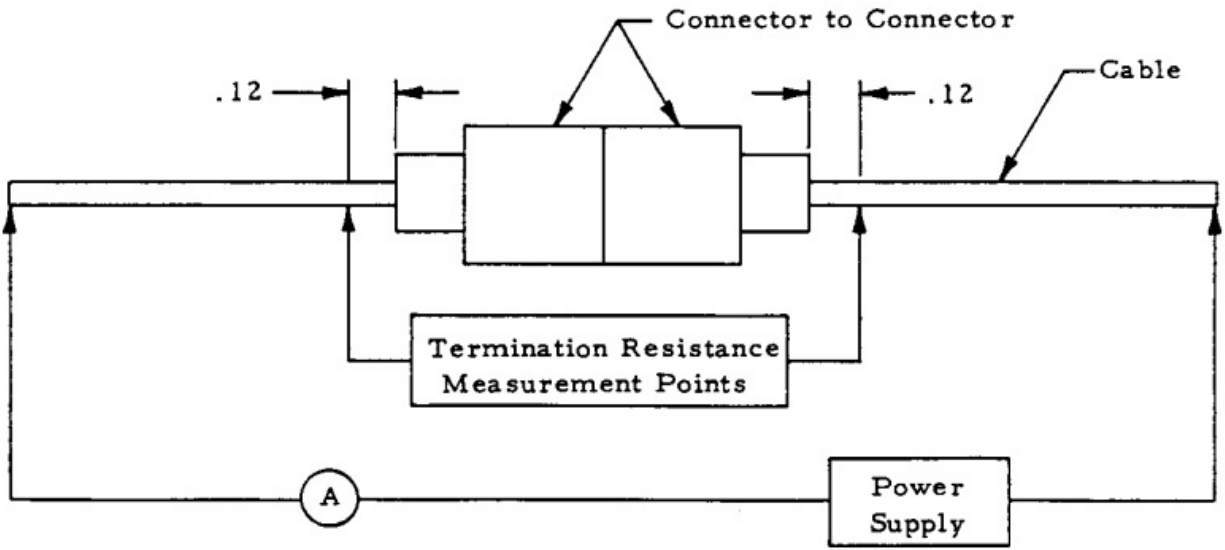 Connector to Connector
.12
.12
Cable
Termination Resistance
Measurement Points
A
Power
Supply